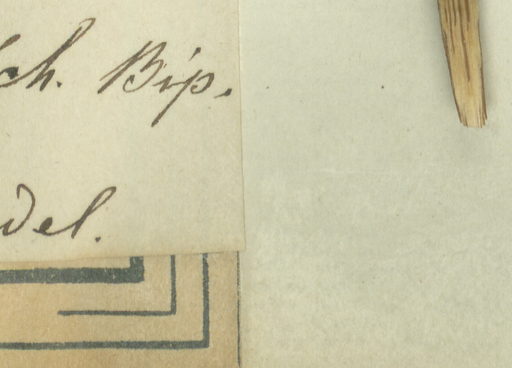 ch. Bip.
del.